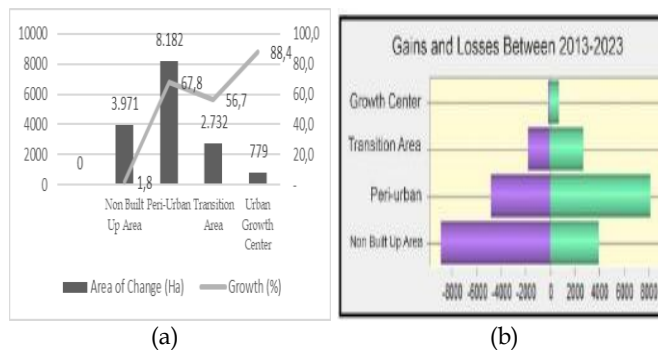 10000
8000
6000
4000
2000
0
0
3.971
8.182
2.732
779
1,8
67,8
56,7
88,4
100,0
80,0
60,0
40,0
20,0
-
Non Built Up Area
Peri-Urban
Transition Area
Urban Growth Center
Area of Change (Ha)
Growth (%)
(a)
Gains and Losses Between 2013-2023
Growth Center
Transition Area
Peri-urban
Non Built Up Area
-8000 -6000 -4000 -2000 0 2000 4000 6000 8000
(b)